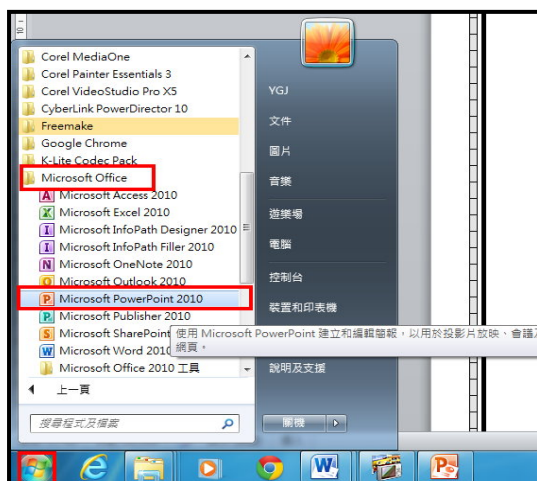 Corel MediaOne
Corel Painter Essentials 3
Corel VideoStudio Pro X5
CyberLink PowerDirector 10
Freemake
Google Chrome
K-Lite Codec Pack
Microsoft Office
Microsoft Access 2010
Microsoft Excel 2010
Microsoft InfoPath Designer 2010
Microsoft InfoPath Filler 2010
Microsoft OneNote 2010
Microsoft Outlook 2010
Microsoft PowerPoint 2010
Microsoft Publisher 2010
Microsoft SharePoint
Microsoft Word 2010
Microsoft Office 2010 工具
上一頁
搜尋程式及檔案
YGJ
文件
圖片
音樂
遊樂場
電腦
控制台
裝置和印表機
使用 Microsoft PowerPoint 建立和編輯簡報，以用於投影片放映、會議及
網頁。
說明及支援
關機